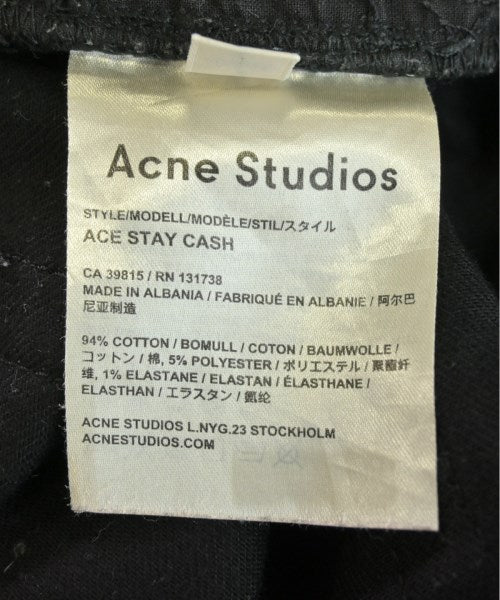 Acne Studios
STYLE/MODELL/MODÈLE/STIL/スタイル
ACE STAY CASH
CA 39815 / RN 131738
MADE IN ALBANIA / FABRIQUÉ EN ALBANIE / 阿尔巴
尼亚制造
94% COTTON / BOMULL / COTON / BAUMWOLLE /
コットン / 棉, 5% POLYESTER / ポリエステル / 聚酯纤
维, 1% ELASTANE / ELASTAN / ÉLASTHANE /
ELASTHAN / エラスタン / 氨纶
ACNE STUDIOS L.NYG.23 STOCKHOLM
ACNESTUDIOS.COM